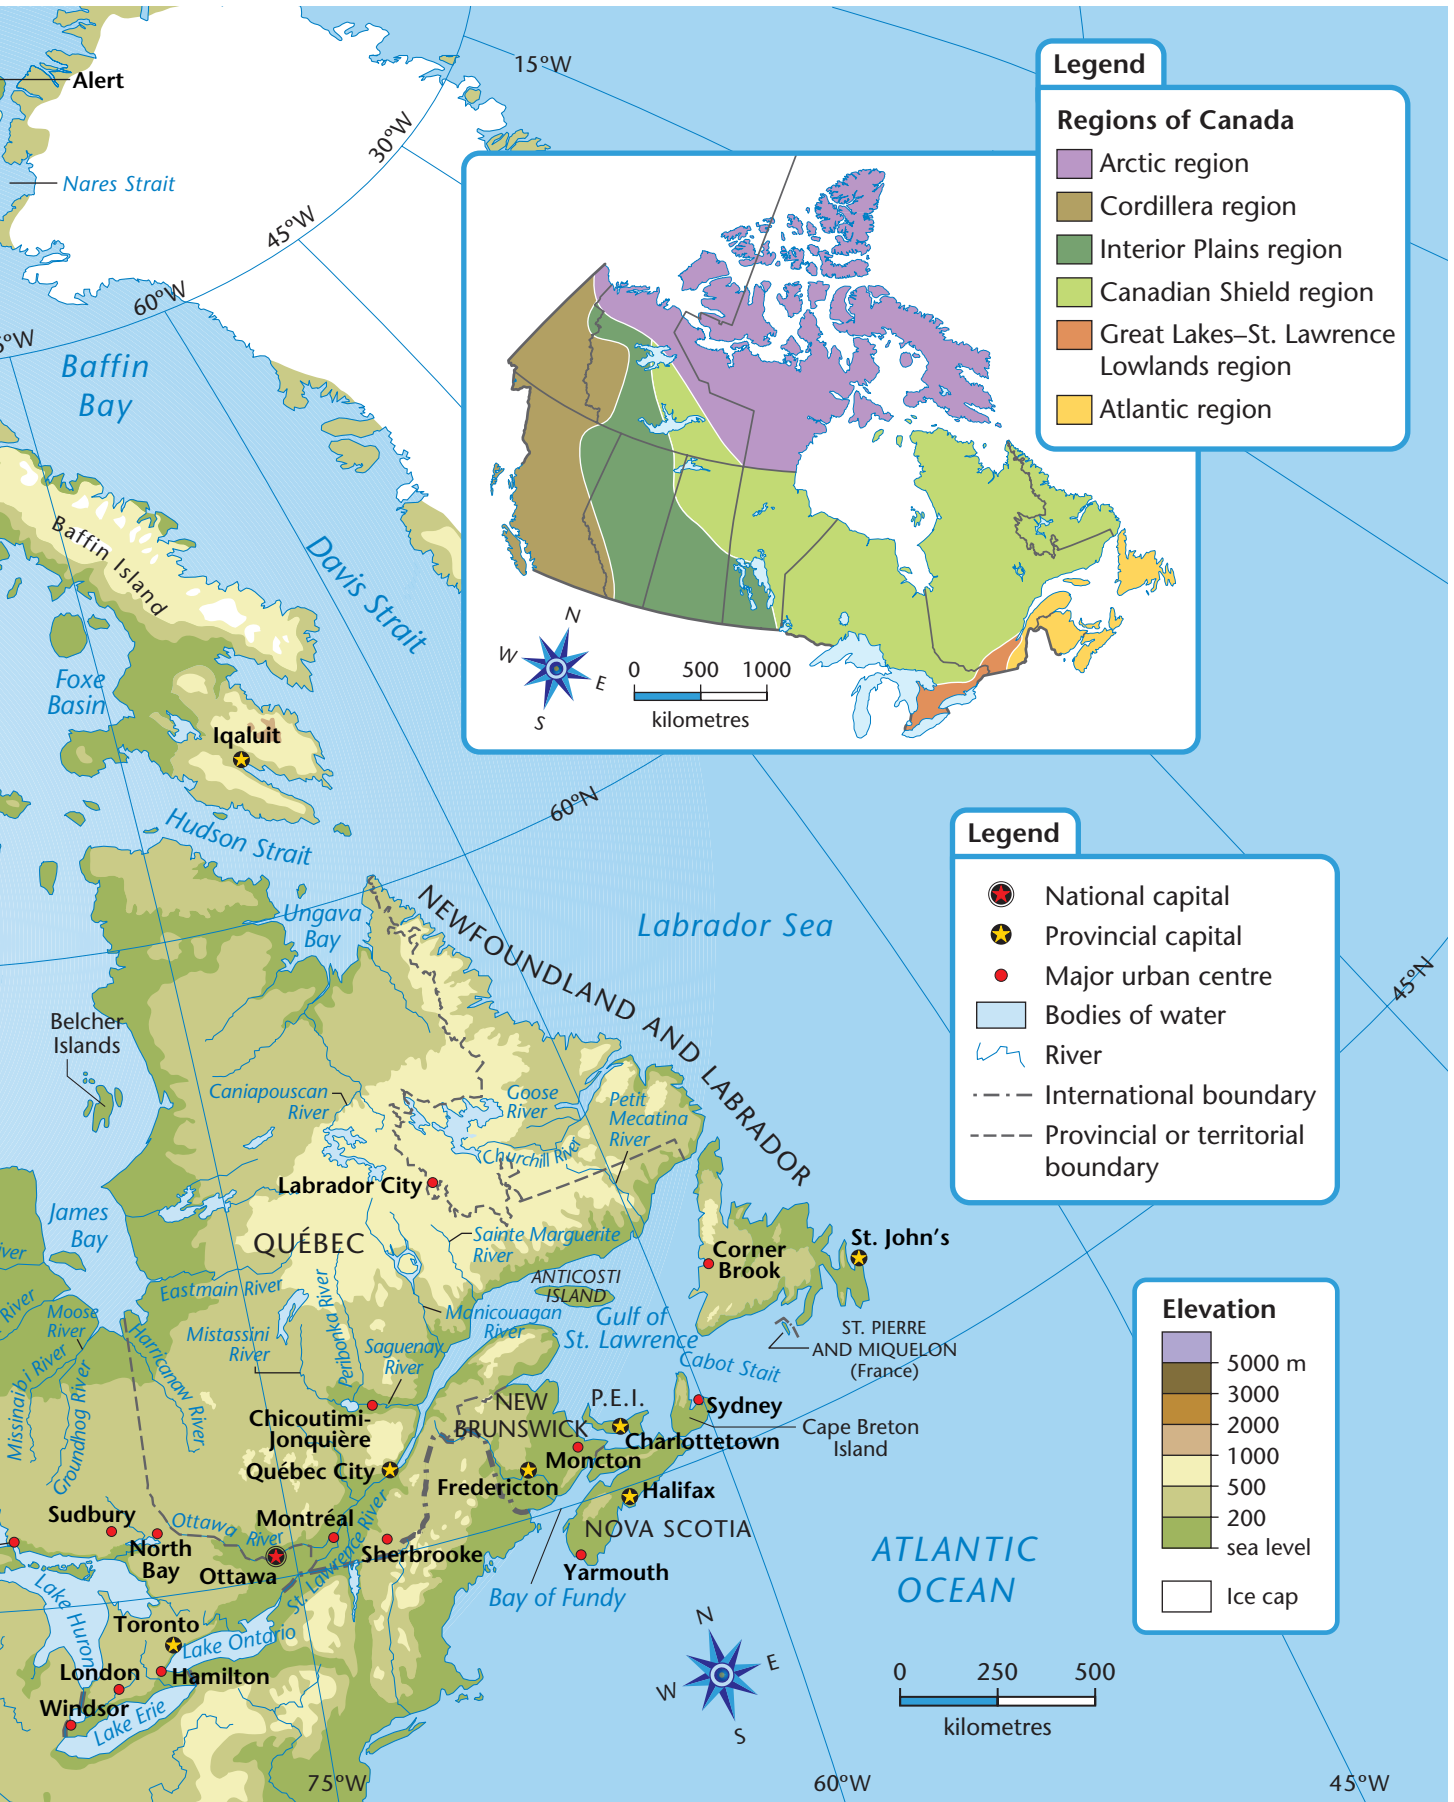 Alert
Nares Strait
15°W
30°W
45°W
60°W
5°W
Baffin
Bay
Baffin Island
Davis Strait
Foxe
Basin
Iqaluit
Hudson Strait
60°N
Legend
Regions of Canada
Arctic region
Cordillera region
Interior Plains region
Canadian Shield region
Great Lakes–St. Lawrence
Lowlands region
Atlantic region
N
W
E
S
0 500 1000
kilometres
Ungava
Bay
NEWFOUNDLAND AND LABRADOR
Labrador Sea
45°N
Belcher
Islands
Caniapouscan
River
Goose
River
Petit
Mecatina
River
Churchill River
Labrador City
James
Bay
QUÉBEC
Sainte Marguerite
River
Corner
Brook
St. John's
iver
River
Eastmain River
ANTICOSTI
ISLAND
Gulf of
St. Lawrence
Moose
River
Harricanaw River
Mistassini
River
Peribonka River
Saguenay
River
Manicouagan
River
ST. PIERRE
AND MIQUELON
(France)
Cabot Stait
Missinaibi River
Groundhog River
Chicoutimi-
Jonquière
NEW
BRUNSWICK
P.E.I.
Sydney
Cape Breton
Island
Charlottetown
Moncton
Québec City
Fredericton
Halifax
Sudbury
Ottawa
River
Montréal
St. Lawrence River
NOVA SCOTIA
North
Bay
Ottawa
Sherbrooke
Yarmouth
Bay of Fundy
ATLANTIC
OCEAN
Lake Huron
Toronto
Lake Ontario
London
Hamilton
Windsor
Lake Erie
N
W
E
S
0 250 500
kilometres
75°W
60°W
45°W
Legend
National capital
Provincial capital
Major urban centre
Bodies of water
River
International boundary
Provincial or territorial
boundary
Elevation
5000 m
3000
2000
1000
500
200
sea level
Ice cap